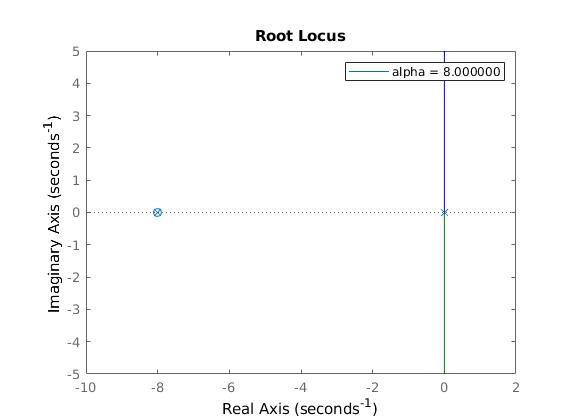 Root Locus
alpha = 8.000000
5
4
3
2
1
0
-1
-2
-3
-4
-5
-10 -8 -6 -4 -2 0 2
Imaginary Axis (seconds⁻¹)
Real Axis (seconds⁻¹)